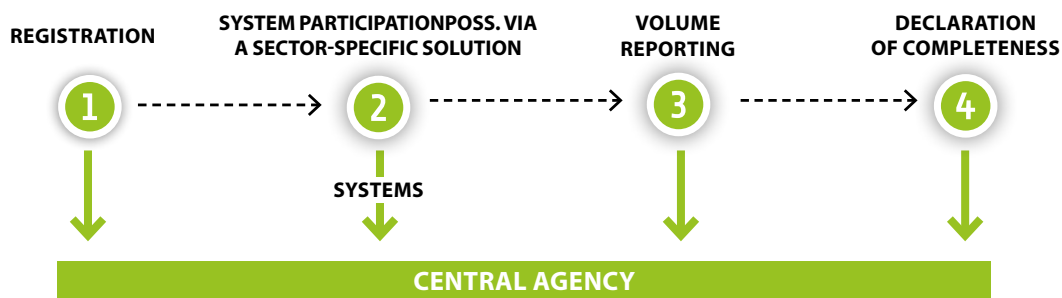 REGISTRATION
SYSTEM PARTICIPATIONPOSS. VIA
A SECTOR-SPECIFIC SOLUTION
VOLUME
REPORTING
DECLARATION
OF COMPLETENESS
1
2
3
4
SYSTEMS
CENTRAL AGENCY